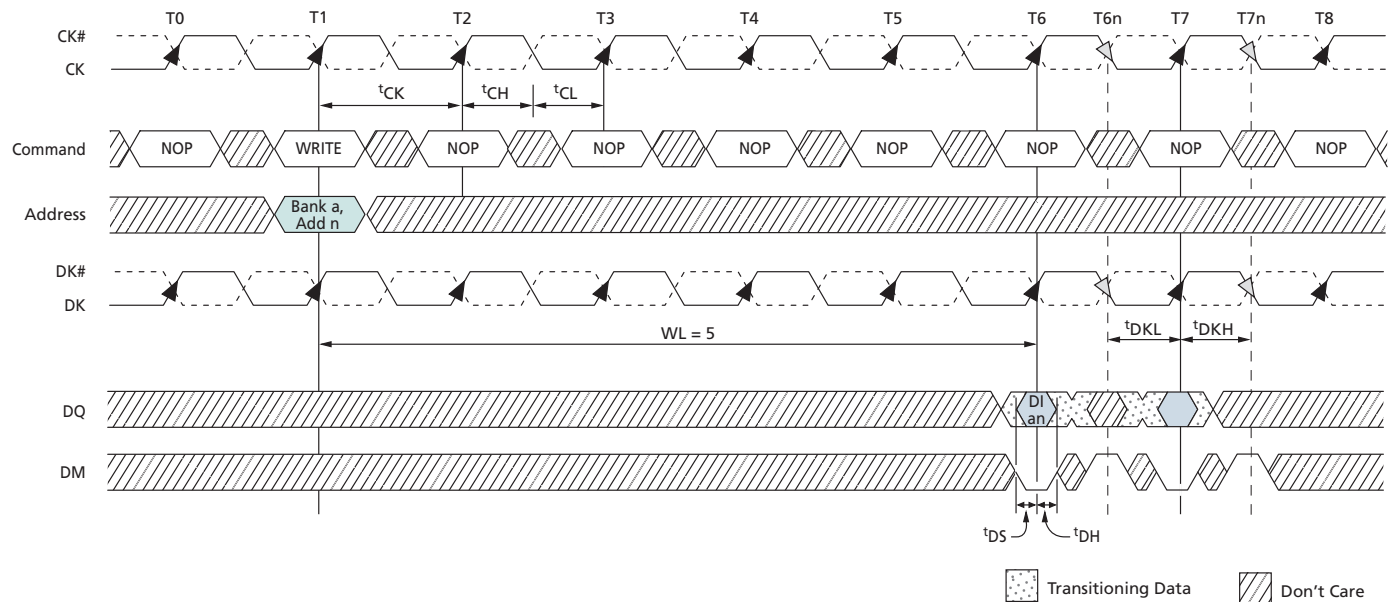 T0 T1 T2 T3 T4 T5 T6 T6n T7 T7n T8
CK#
CK
tCK tCH tCL
Command NOP WRITE NOP NOP NOP NOP NOP NOP NOP
Address
Bank a,
Add n
DK#
DK
WL = 5 tDKL tDKH
DQ
DI
an
DM
tDS tDH
Transitioning Data Don't Care